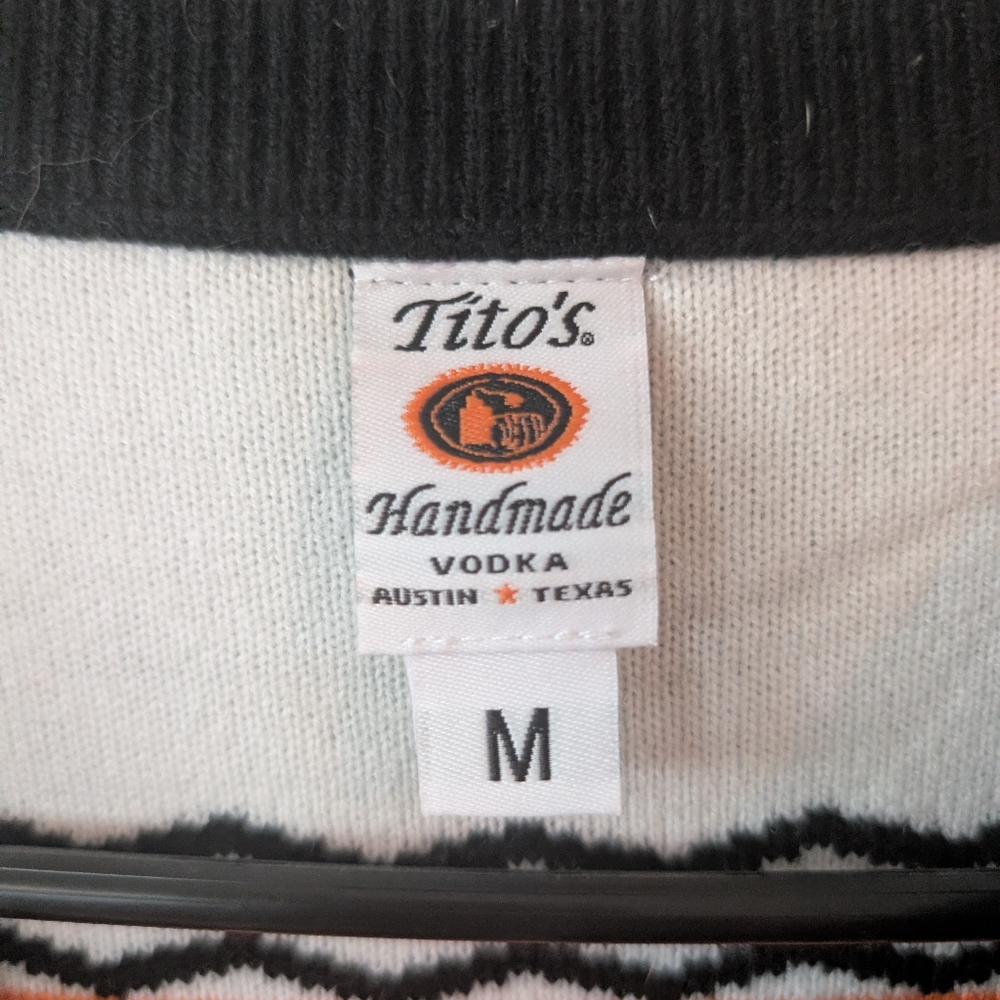 Tito's®
Handmade
VODKA
AUSTIN ★ TEXAS
M